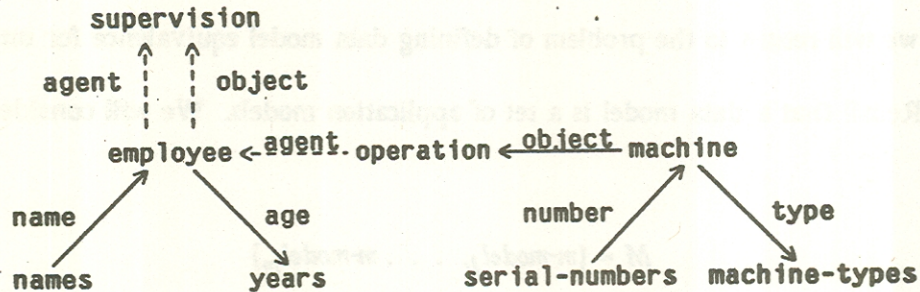 supervision
agent object
employee agent operation object machine
name age number type
names years serial-numbers machine-types